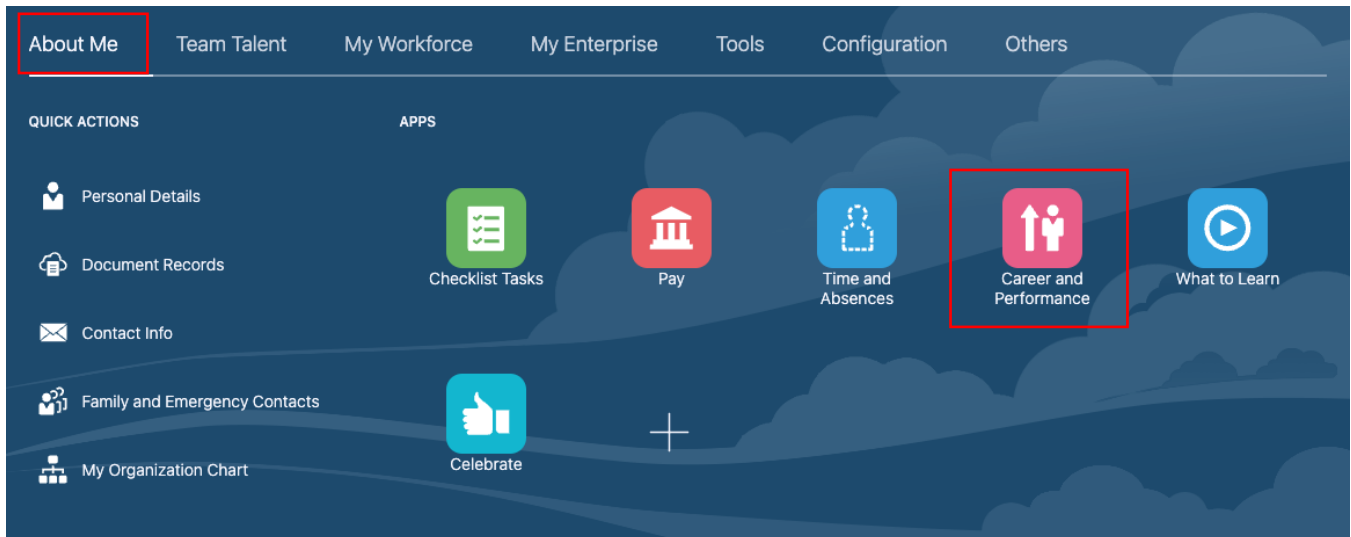 About Me Team Talent My Workforce My Enterprise Tools Configuration Others
QUICK ACTIONS
Personal Details
Document Records
Contact Info
Family and Emergency Contacts
My Organization Chart
APPS
Checklist Tasks
Pay
Time and
Absences
Career and
Performance
What to Learn
Celebrate